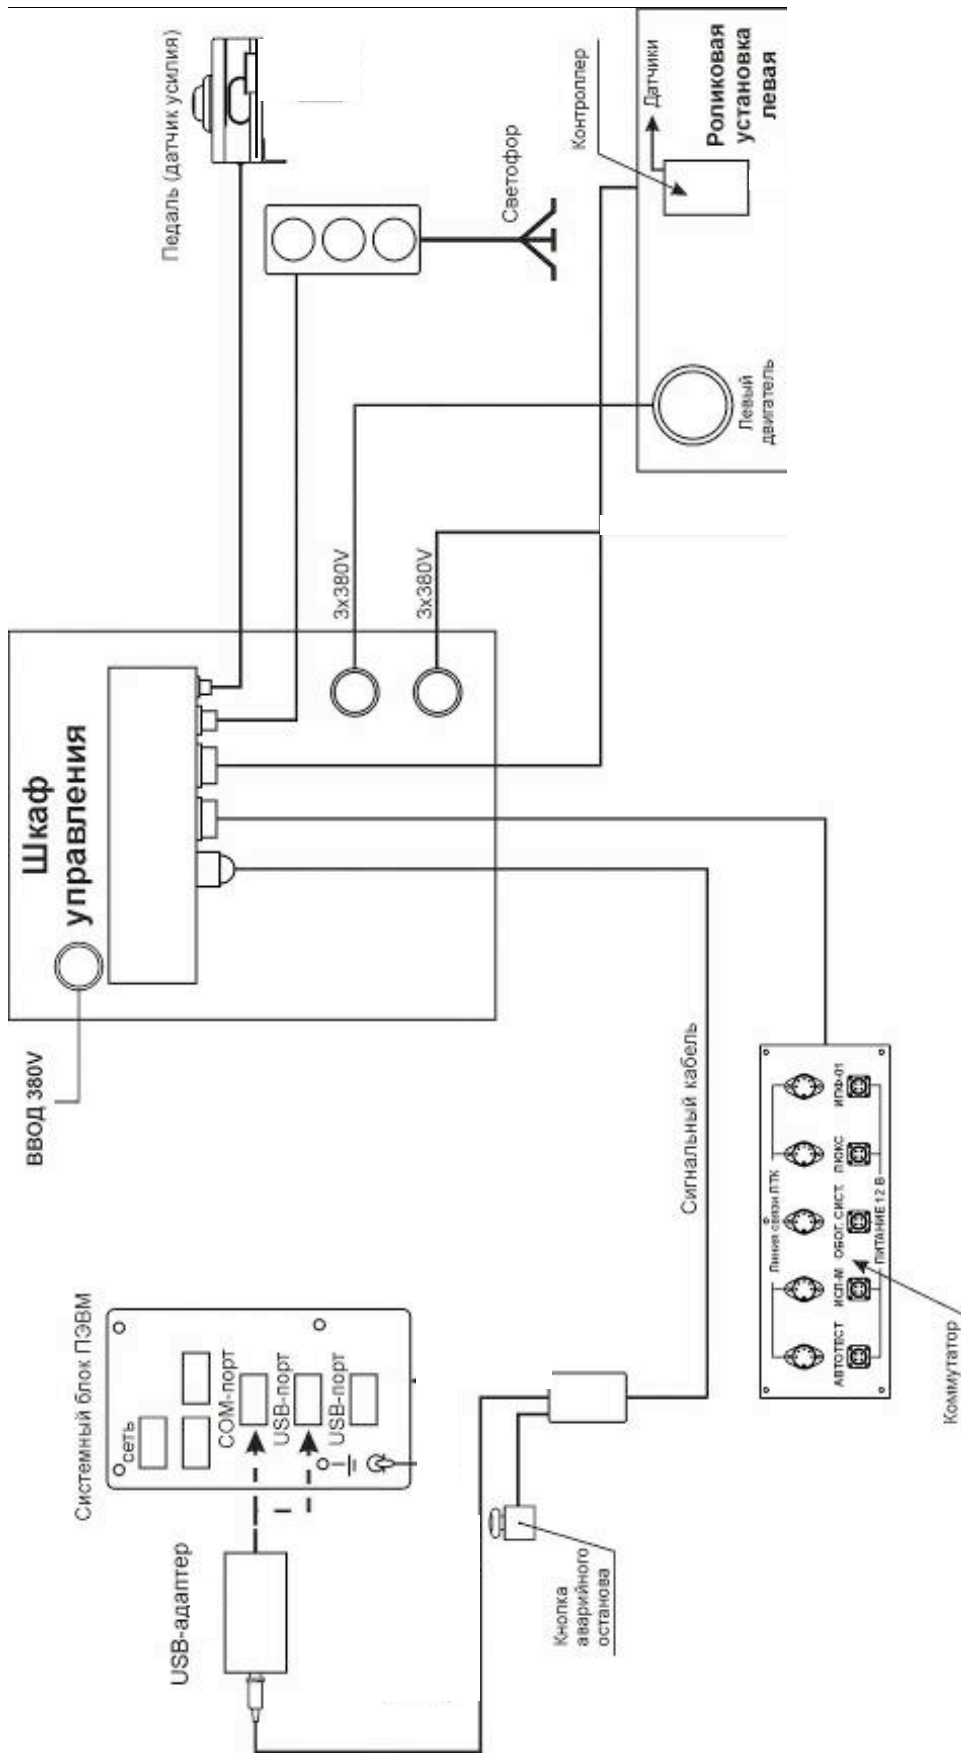 Системный блок ПЭВМ
сеть
COM-порт
USB-порт
USB-порт
USB-адаптер
Кнопка
аварийного
останова
ВВОД 380V
Шкаф
управления
3x380V
3x380V
Сигнальный кабель
Педаль (датчик усилия)
Светофор
Контроллер
Датчики
Роликовая
установка
левая
Левый
двигатель
Линия связи ПТК
АВТОТЕСТ
ИСЛ-М
ОБОГ. СИСТ.
ЛЮКС
ИПФ-01
ПИТАНИЕ 12 В
Коммутатор